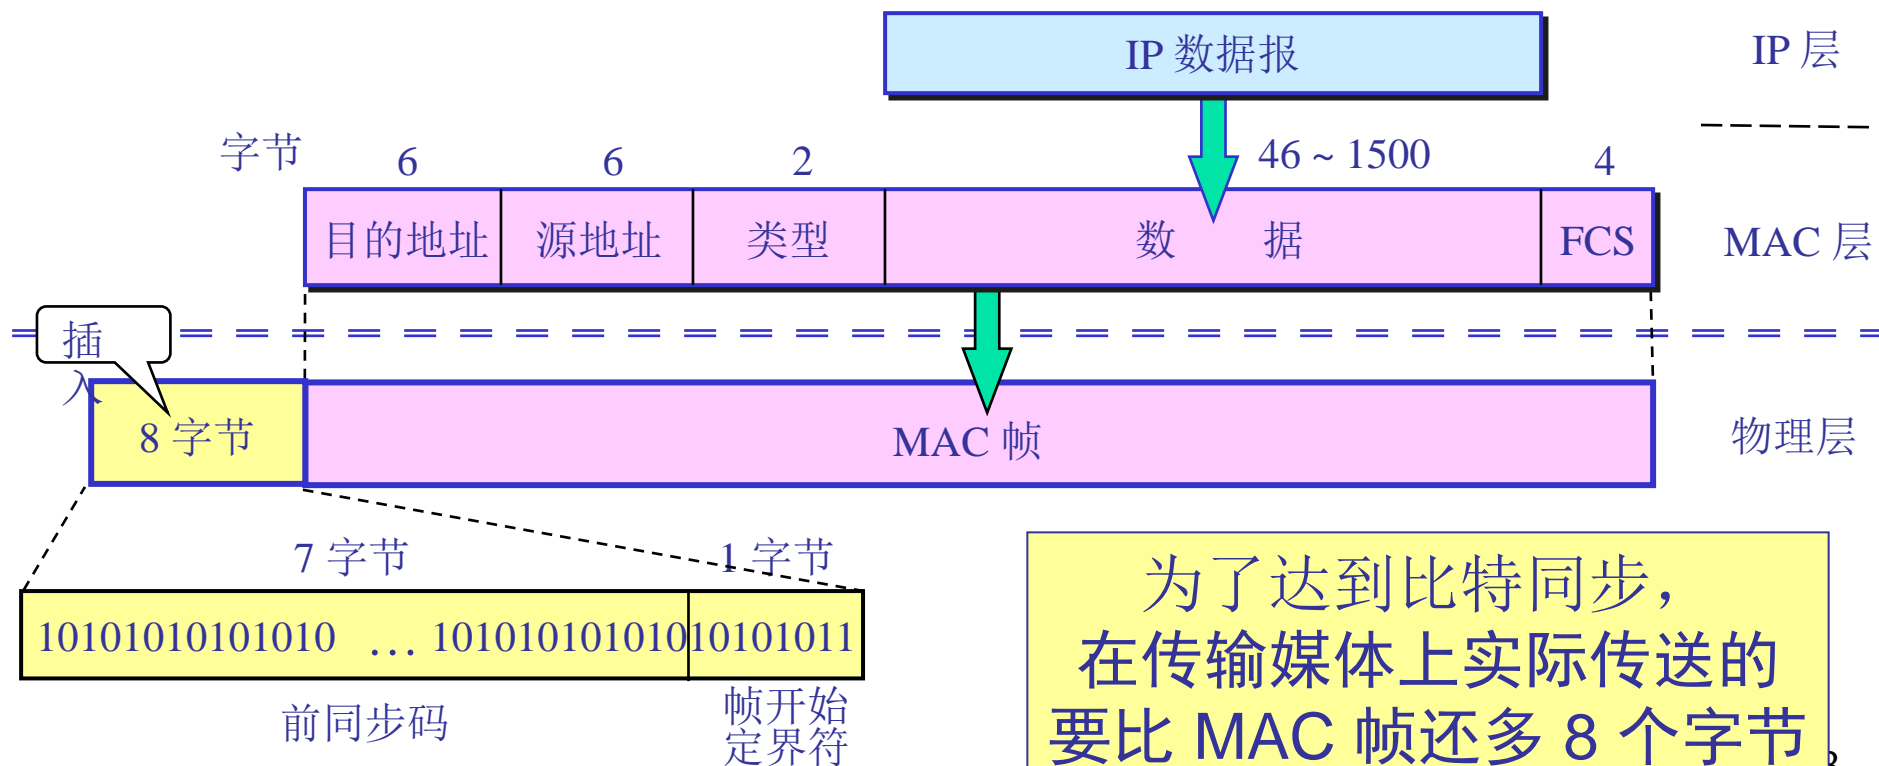 IP 数据报
IP 层
字节
6
6
2
46 ~ 1500
4
目的地址
源地址
类型
数 据
FCS
MAC 层
插
入
8 字节
MAC 帧
物理层
7 字节
1 字节
10101010101010 … 101010101010
10101011
前同步码
帧开始
定界符
为了达到比特同步，
在传输媒体上实际传送的
要比 MAC 帧还多 8 个字节